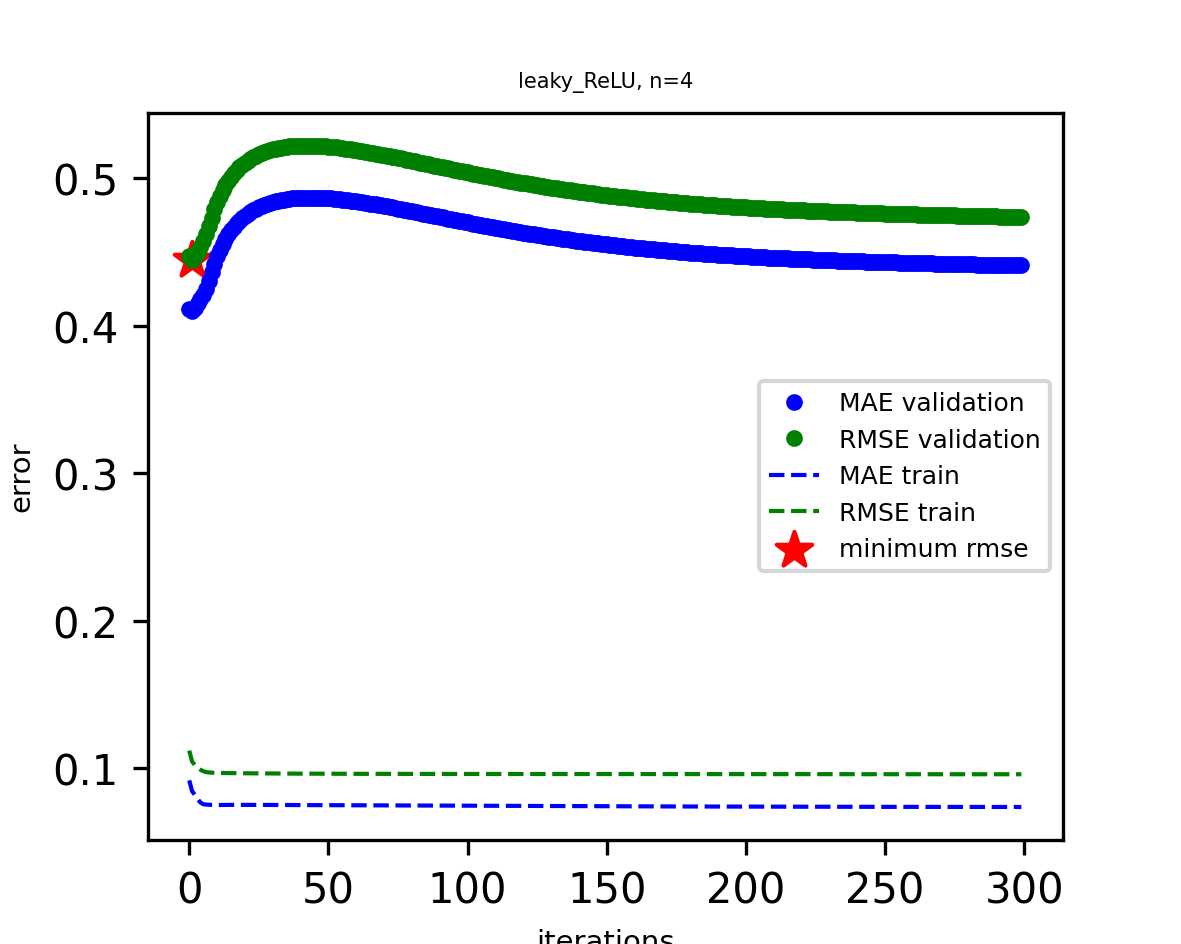 leaky_ReLU, n=4
error
0.5
0.4
0.3
0.2
0.1
MAE validation
RMSE validation
MAE train
RMSE train
minimum rmse
0 50 100 150 200 250 300
iterations